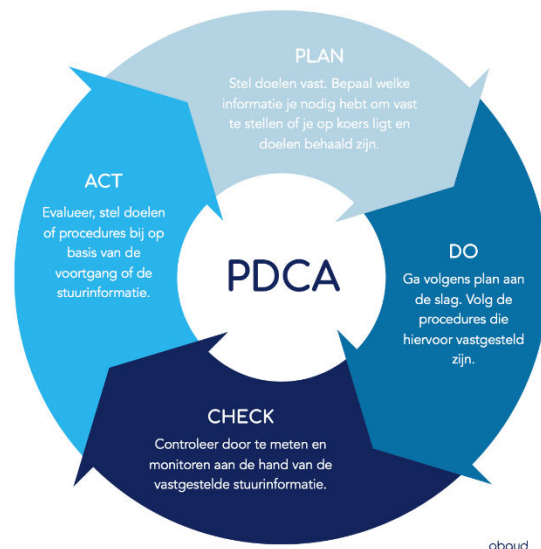 PLAN
Stel doelen vast. Bepaal welke
informatie je nodig hebt om vast
te stellen of je op koers ligt en
doelen behaald zijn.
DO
Ga volgens plan aan
de slag. Volg de
procedures die
hiervoor vastgesteld
zijn.
CHECK
Controleer door te meten en
monitoren aan de hand van de
vastgestelde stuurinformatie.
ACT
Evalueer, stel doelen
of procedures bij op
basis van de
voortgang of de
stuurinformatie.
PDCA